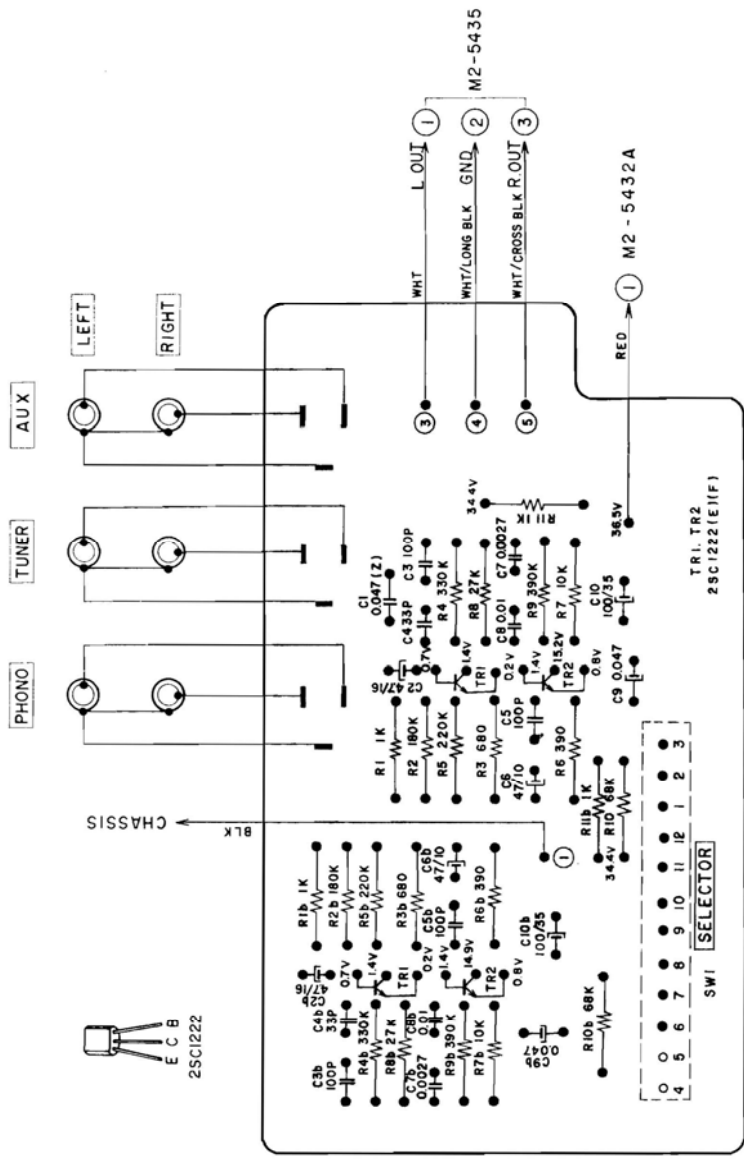 PHONO
TUNER
AUX
LEFT
RIGHT
M2-5435
L OUT
1
GND
2
R.OUT
3
WHT
WHT/LONG BLK
WHT/CROSS BLK
3
4
5
1 M2-5432A
RED
36.5V
34.4V
R11 1K
CHASSIS
BLK
C1
0.047(Z)
C3 100P
C4 33P
R4 330K
R8 27K
C7 0.0027
C8 0.01
R9 390K
R7 10K
C10
100/35
C2 47/16
0.7V
1.4V
TR1
0.2V
1.4V
15.2V
TR2
0.8V
C9 0.047
TR1, TR2
2SC1222(E)(F)
R1 1K
R2 180K
R5 220K
R3 680
C5
100P
C6
47/10
R6 390
R11b 1K
R10 68K
34.4V
1
R1b 1K
R2b 180K
R5b 220K
R3b 680
C6b
47/10
C5b
100P
R6b 390
C10b
100/35
C2b
47/16
0.7V
1.4V
TR1
0.2V
1.4V
14.9V
TR2
0.8V
C4b
33P
C3b
100P
R4b 330K
R8b 27K
C8b
0.01
C7b
0.0027
R9b 390K
R7b 10K
C9b
0.047
R10b 68K
E C B
2SC1222
4 5 6 7 8 9 10 11 12 1 2 3
SW1 SELECTOR